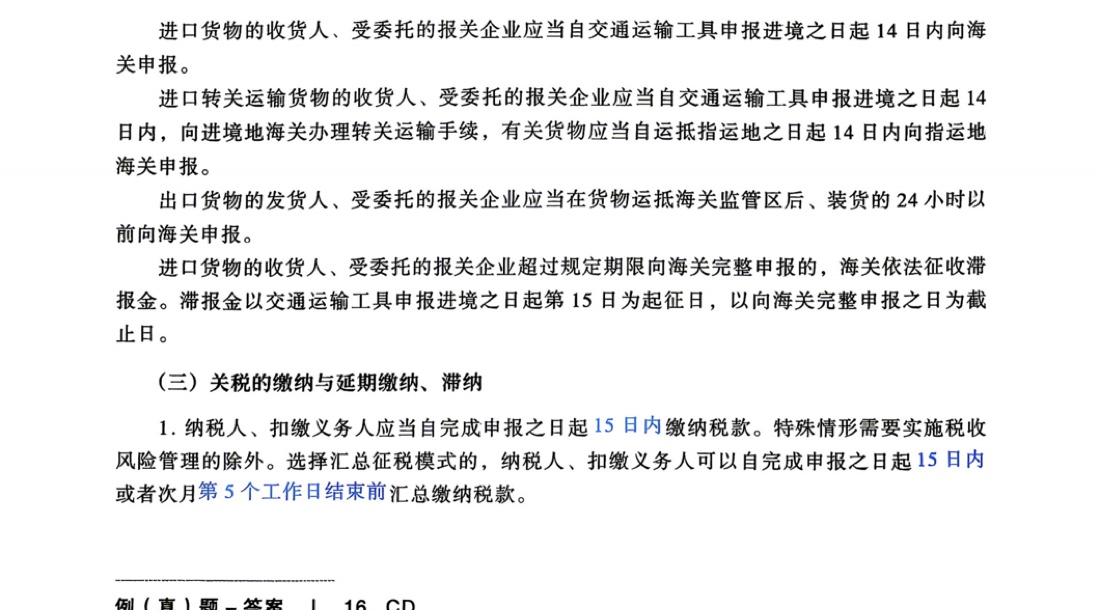 进口货物的收货人、受委托的报关企业应当自交通运输工具申报进境之日起 14 日内向海
关申报。
进口转关运输货物的收货人、受委托的报关企业应当自交通运输工具申报进境之日起 14
日内，向进境地海关办理转关运输手续，有关货物应当自运抵指运地之日起 14 日内向指运地
海关申报。
出口货物的发货人、受委托的报关企业应当在货物运抵海关监管区后、装货的 24 小时以
前向海关申报。
进口货物的收货人、受委托的报关企业超过规定期限向海关完整申报的，海关依法征收滞
报金。滞报金以交通运输工具申报进境之日起第 15 日为起征日，以向海关完整申报之日为截
止日。
（三）关税的缴纳与延期缴纳、滞纳
1. 纳税人、扣缴义务人应当自完成申报之日起 15 日内缴纳税款。特殊情形需要实施税收
风险管理的除外。选择汇总征税模式的，纳税人、扣缴义务人可以自完成申报之日起 15 日内
或者次月第 5 个工作日结束前汇总缴纳税款。
例（真）题－答案 | 16. CD